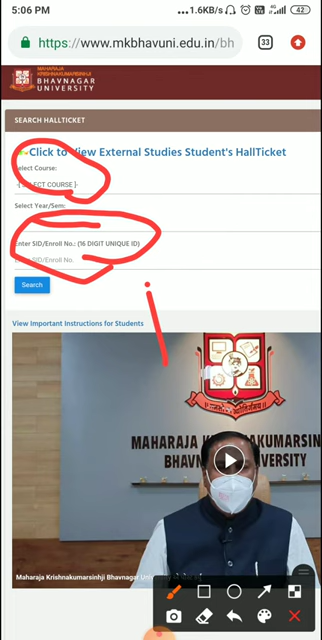 5:06 PM
...1.6KB/s
42
https://www.mkbhavuni.edu.in/bh
33
MAHARAJA
KRISHNAKUMARSINHJI
BHAVNAGAR
UNIVERSITY
SEARCH HALLTICKET
Click to View External Studies Student's HallTicket
Select Course:
-[ SELECT COURSE ]-
Select Year/Sem:
Enter SID/Enroll No.: (16 DIGIT UNIQUE ID)
SID/Enroll No.
Search
View Important Instructions for Students
MAHARAJA KRISHNAKUMARSIN
BHAV UNIVERSITY
Maharaja Krishnakumarsinhji Bhavnagar